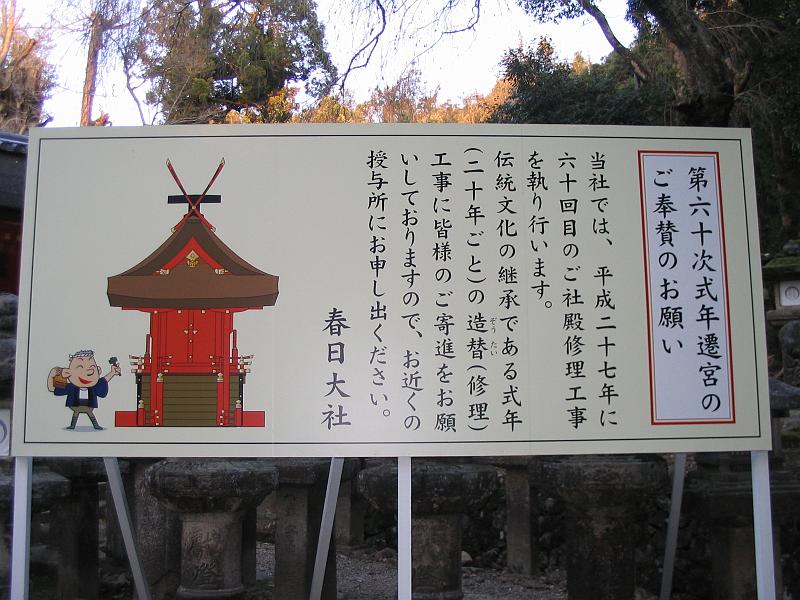 第六十次式年遷宮の
ご奉賛のお願い
当社では、平成二十七年に
六十回目のご社殿修理工事
を執り行います。
伝統文化の継承である式年
(二十年ごと)の造替(修理)
ぞうたい
工事に皆様のご寄進をお願
いしておりますので、お近くの
授与所にお申し出ください。
春日大社